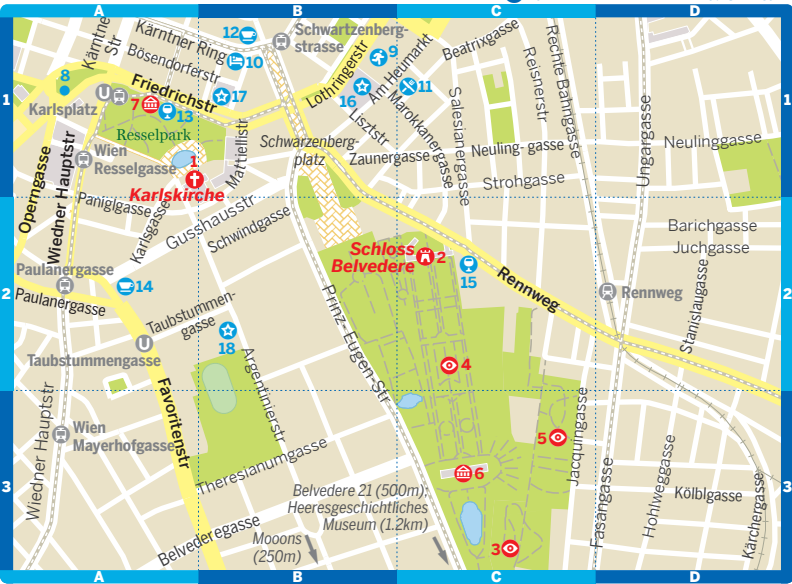 A B C D
Kärntner
Str
Kärntner Ring
12
Schwartzenberg-
strasse
Bösendorferstr
10
9
Lothringerstr
Am Heumarkt
Beatrixgasse
Reisnerstr
Rechte Bahngasse
8
Friedrichstr
17
16
11
1
1
Karlsplatz
7
13
Marokkanergasse
Salesianergasse
Ungargasse
Resselpark
Lisztstr
Neulinggasse
Wien
Resselgasse
1
Mattiellistr
Schwarzenberg-
platz
Zaunergasse
Neuling- gasse
Strohgasse
Karlskirche
Operngasse
Wiedner Hauptstr
Paniglgasse
Karlsgasse
Gusshausstr
Schwindgasse
Barichgasse
Juchgasse
Schloss
Belvedere
2
15
Rennweg
Paulanergasse
14
2
2
Rennweg
Stanislaugasse
Paulanergasse
Taubstummen-
gasse
Prinz-Eugen-Str
18
Taubstummengasse
Argentinierstr
4
Favoritenstr
Wiedner Hauptstr
Jacquingasse
Wien
Mayerhofgasse
5
Theresianumgasse
6
3
3
Belvedere 21 (500m);
Heeresgeschichtliches
Museum (1.2km)
Fasangasse
Hohlweggasse
Kölblgasse
Kärchergasse
Belvederegasse
Mooons
(250m)
3
A B C D